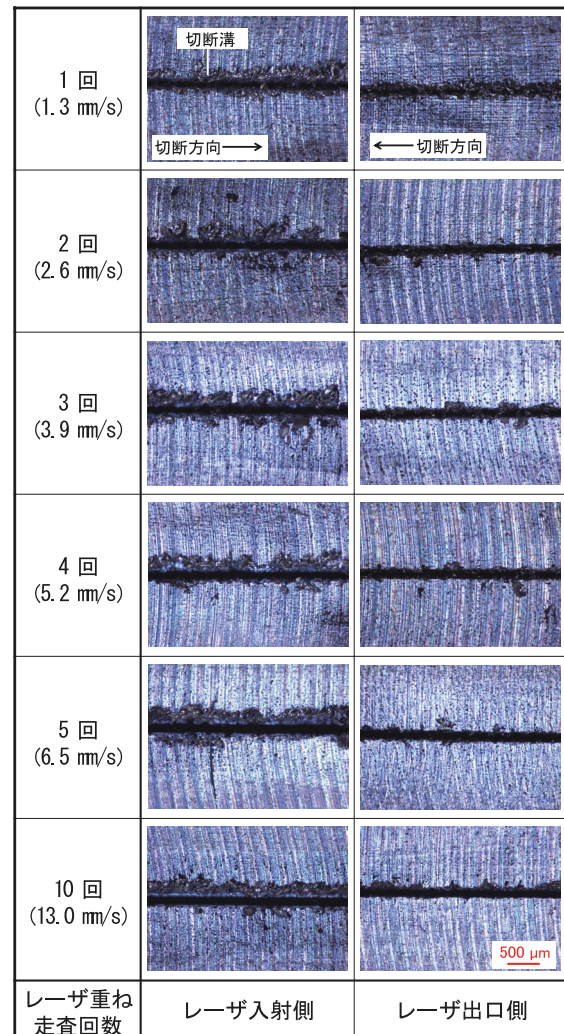 切断溝
1 回
(1.3 mm/s)
切断方向→
←切断方向
2 回
(2.6 mm/s)
3 回
(3.9 mm/s)
4 回
(5.2 mm/s)
5 回
(6.5 mm/s)
10 回
(13.0 mm/s)
500 μm
レーザ重ね
走査回数
レーザ入射側
レーザ出口側